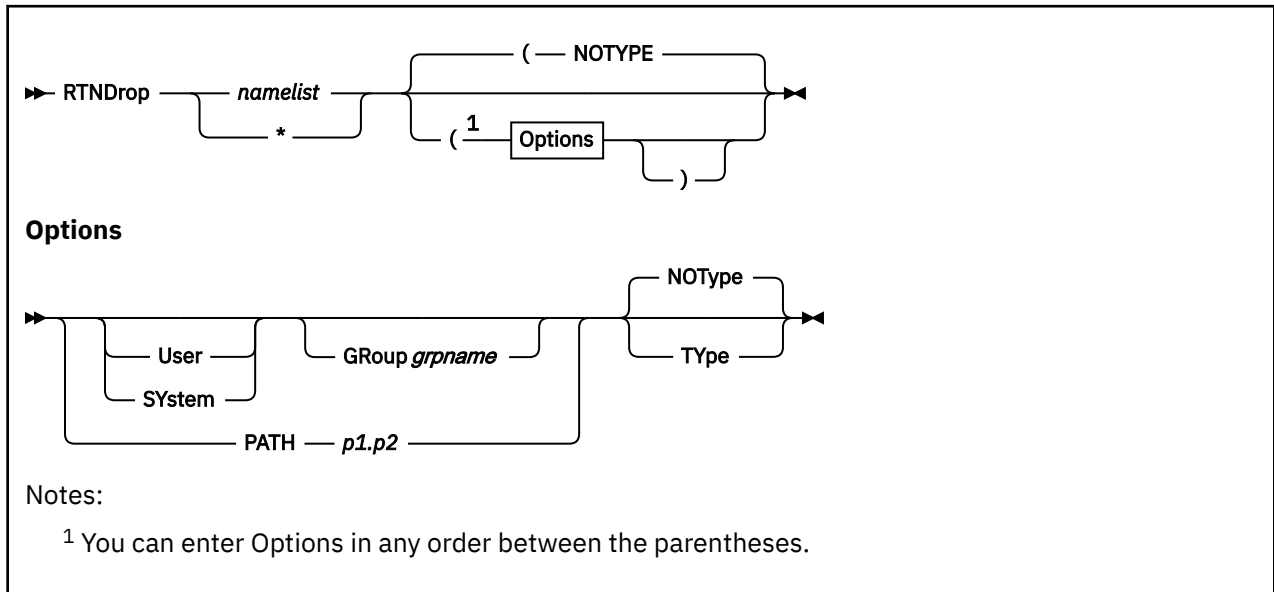 ( NOTYPE
RTNDrop namelist
*
( 1 Options
)
Options
NOType
User GRoup grpname TYpe
SYstem
PATH p1.p2
Notes:
1 You can enter Options in any order between the parentheses.